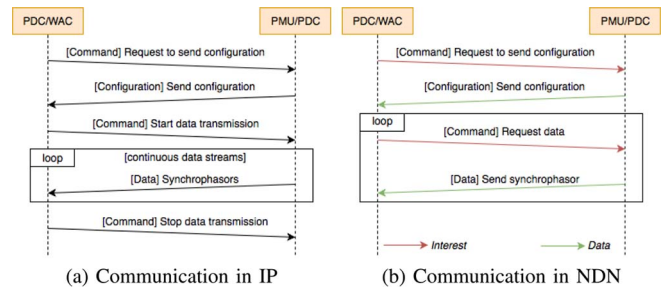 PDC/WAC
PMU/PDC
[Command] Request to send configuration
[Configuration] Send configuration
[Command] Start data transmission
loop
[continuous data streams]
[Data] Synchrophasors
[Command] Stop data transmission
(a) Communication in IP
PDC/WAC
PMU/PDC
[Command] Request to send configuration
[Configuration] Send configuration
loop
[Command] Request data
[Data] Send synchrophasor
Interest
Data
(b) Communication in NDN